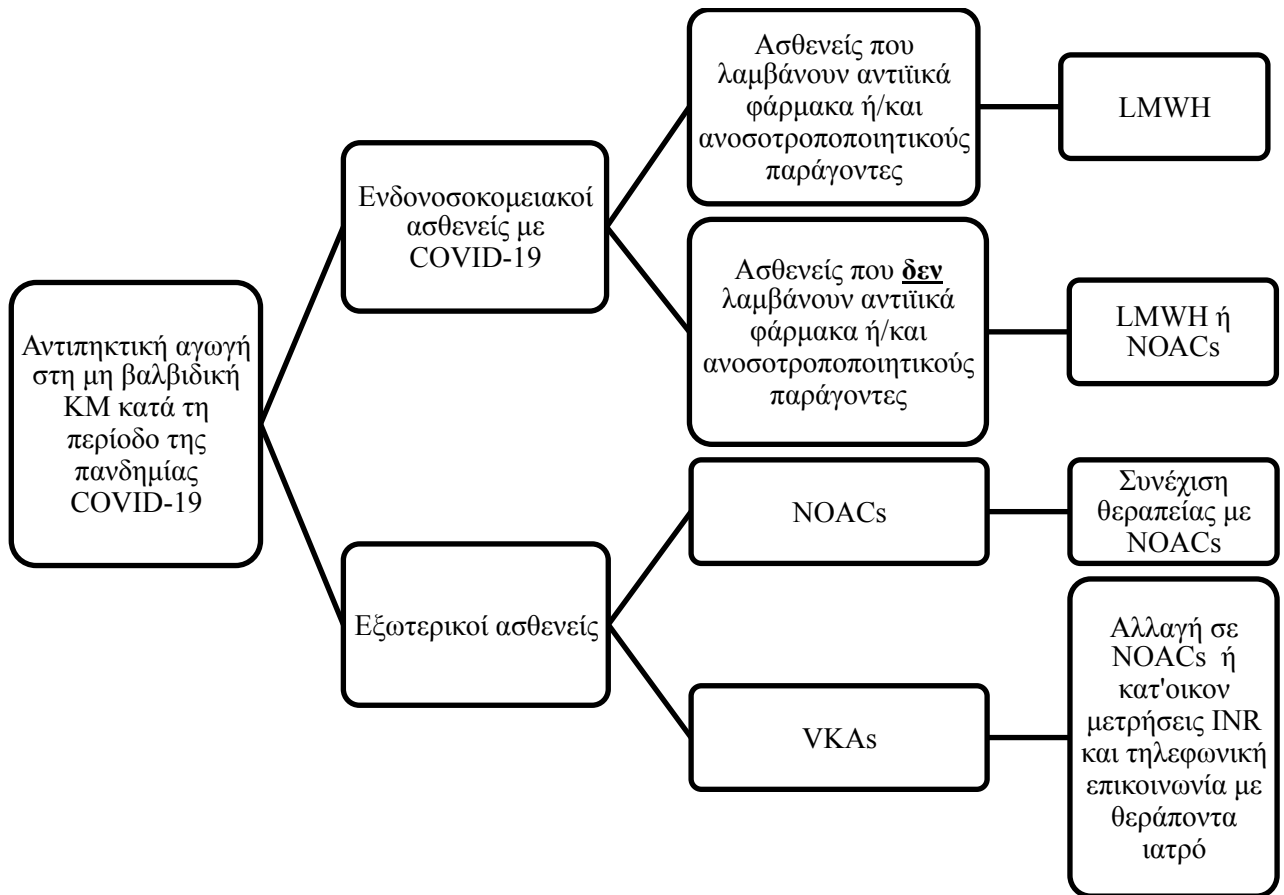 Αντιπηκτική αγωγή
στη μη βαλβιδική
ΚΜ κατά τη
περίοδο της
πανδημίας
COVID-19
Ενδονοσοκομειακοί
ασθενείς με
COVID-19
Ασθενείς που
λαμβάνουν αντιϊικά
φάρμακα ή/και
ανοσοτροποποιητικούς
παράγοντες
LMWH
Ασθενείς που δεν
λαμβάνουν αντιϊικά
φάρμακα ή/και
ανοσοτροποποιητικούς
παράγοντες
LMWH ή
NOACs
Εξωτερικοί ασθενείς
NOACs
Συνέχιση
θεραπείας με
NOACs
VKAs
Αλλαγή σε
NOACs ή
κατ'οικον
μετρήσεις INR
και τηλεφωνική
επικοινωνία με
θεράποντα
ιατρό